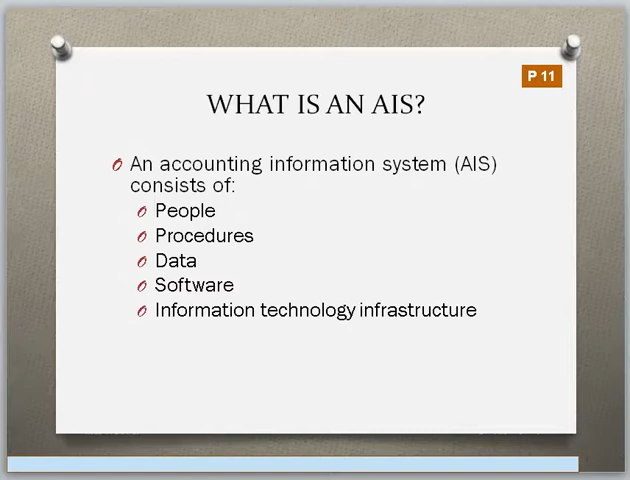 P 11
WHAT IS AN AIS?
An accounting information system (AIS)
consists of:
People
Procedures
Data
Software
Information technology infrastructure